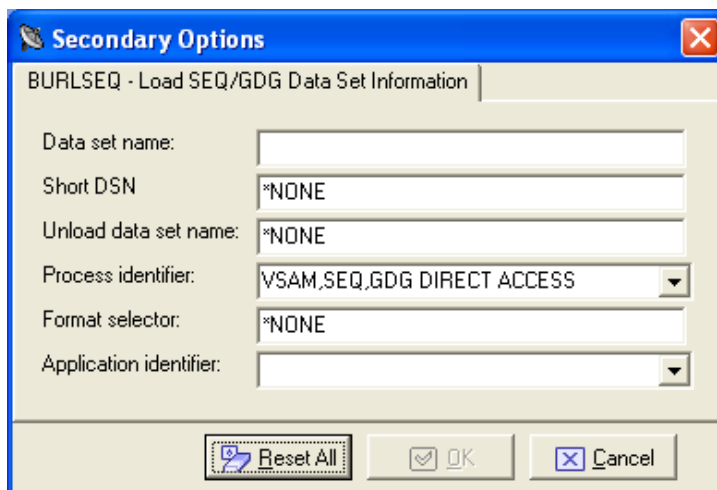 Secondary Options
BURLSEQ - Load SEQ/GDG Data Set Information
Data set name:
Short DSN *NONE
Unload data set name: *NONE
Process identifier: VSAM,SEQ,GDG DIRECT ACCESS
Format selector: *NONE
Application identifier:
Reset All OK Cancel